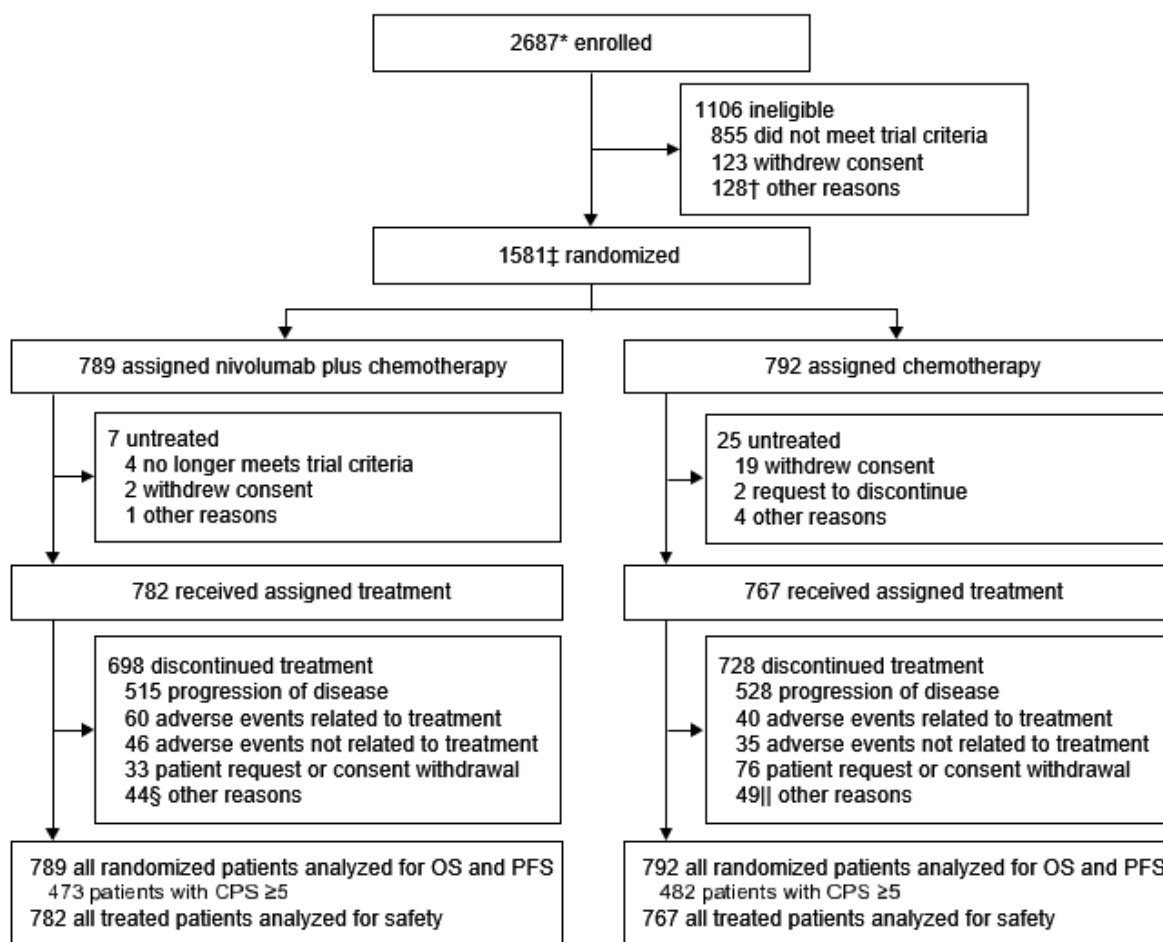 2687* enrolled
1106 ineligible
855 did not meet trial criteria
123 withdrew consent
128† other reasons
1581‡ randomized
789 assigned nivolumab plus chemotherapy
7 untreated
4 no longer meets trial criteria
2 withdrew consent
1 other reasons
782 received assigned treatment
698 discontinued treatment
515 progression of disease
60 adverse events related to treatment
46 adverse events not related to treatment
33 patient request or consent withdrawal
44§ other reasons
789 all randomized patients analyzed for OS and PFS
473 patients with CPS ≥5
782 all treated patients analyzed for safety
792 assigned chemotherapy
25 untreated
19 withdrew consent
2 request to discontinue
4 other reasons
767 received assigned treatment
728 discontinued treatment
528 progression of disease
40 adverse events related to treatment
35 adverse events not related to treatment
76 patient request or consent withdrawal
49|| other reasons
792 all randomized patients analyzed for OS and PFS
482 patients with CPS ≥5
767 all treated patients analyzed for safety